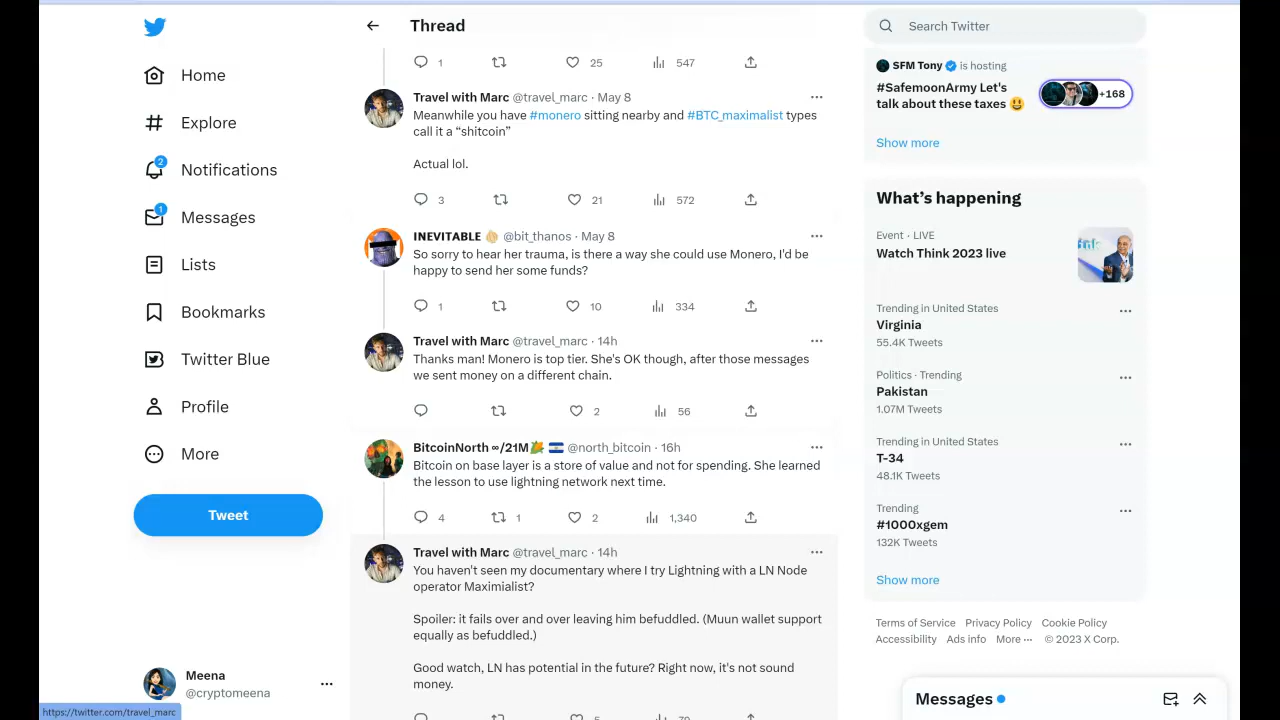 Home
Explore
2
Notifications
1
Messages
Lists
Bookmarks
Twitter Blue
Profile
More
Tweet
Meena
@cryptomeena
https://twitter.com/travel_marc
Thread
1 25 547
Travel with Marc @travel_marc · May 8
Meanwhile you have #monero sitting nearby and #BTC_maximalist types
call it a “shitcoin”
Actual lol.
3 21 572
INEVITABLE @bit_thanos · May 8
So sorry to hear her trauma, is there a way she could use Monero, I'd be
happy to send her some funds?
1 10 334
Travel with Marc @travel_marc · 14h
Thanks man! Monero is top tier. She's OK though, after those messages
we sent money on a different chain.
2 56
BitcoinNorth ∞/21M🌽 🇸🇻 @north_bitcoin · 16h
Bitcoin on base layer is a store of value and not for spending. She learned
the lesson to use lightning network next time.
4 1 2 1,340
Travel with Marc @travel_marc · 14h
You haven't seen my documentary where I try Lightning with a LN Node
operator Maximialist?
Spoiler: it fails over and over leaving him befuddled. (Muun wallet support
equally as befuddled.)
Good watch, LN has potential in the future? Right now, it's not sound
money.
Search Twitter
SFM Tony is hosting
#SafemoonArmy Let's
talk about these taxes 😃
+168
Show more
What’s happening
Event · LIVE
Watch Think 2023 live
Trending in United States
Virginia
55.4K Tweets
Politics · Trending
Pakistan
1.07M Tweets
Trending in United States
T-34
48.1K Tweets
Trending
#1000xgem
132K Tweets
Show more
Terms of Service Privacy Policy Cookie Policy
Accessibility Ads info More ··· © 2023 X Corp.
Messages